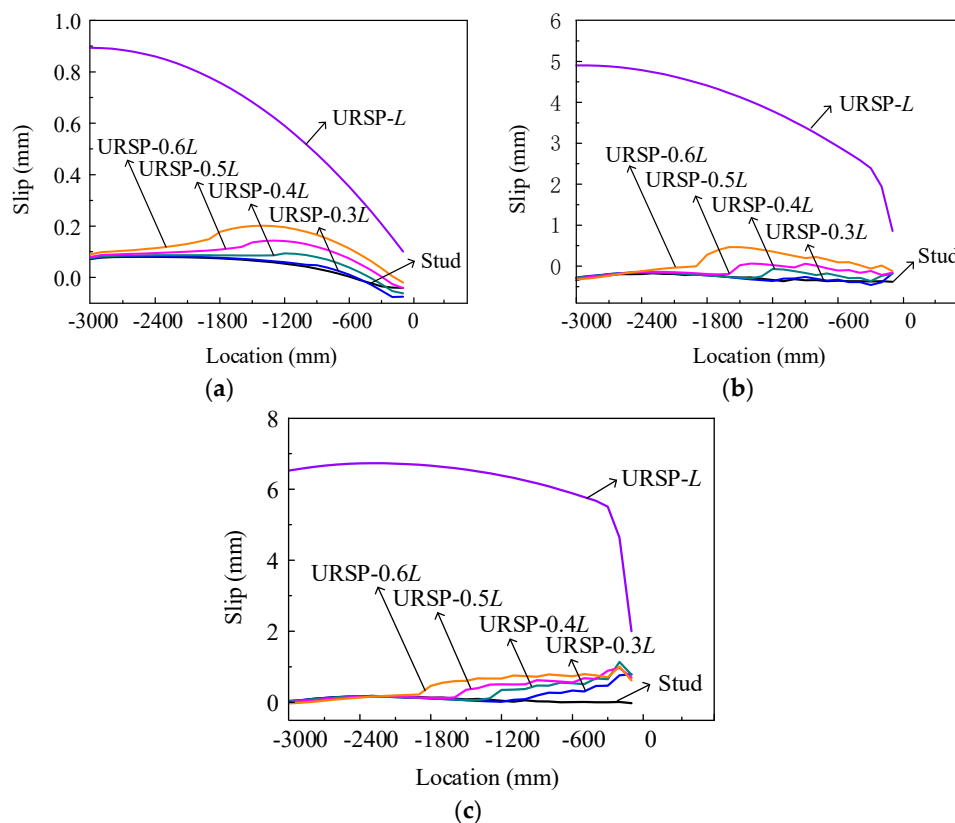 (a)
1.0
0.8
0.6
0.4
0.2
0.0
Slip (mm)
URSP-L
URSP-0.6L
URSP-0.5L
URSP-0.4L
URSP-0.3L
Stud
-3000 -2400 -1800 -1200 -600 0
Location (mm)
(a)
(b)
6
5
4
3
2
1
0
Slip (mm)
URSP-L
URSP-0.6L
URSP-0.5L
URSP-0.4L
URSP-0.3L
Stud
-3000 -2400 -1800 -1200 -600 0
Location (mm)
(b)
(c)
8
6
4
2
0
Slip (mm)
URSP-L
URSP-0.6L
URSP-0.5L
URSP-0.4L
URSP-0.3L
Stud
-3000 -2400 -1800 -1200 -600 0
Location (mm)
(c)